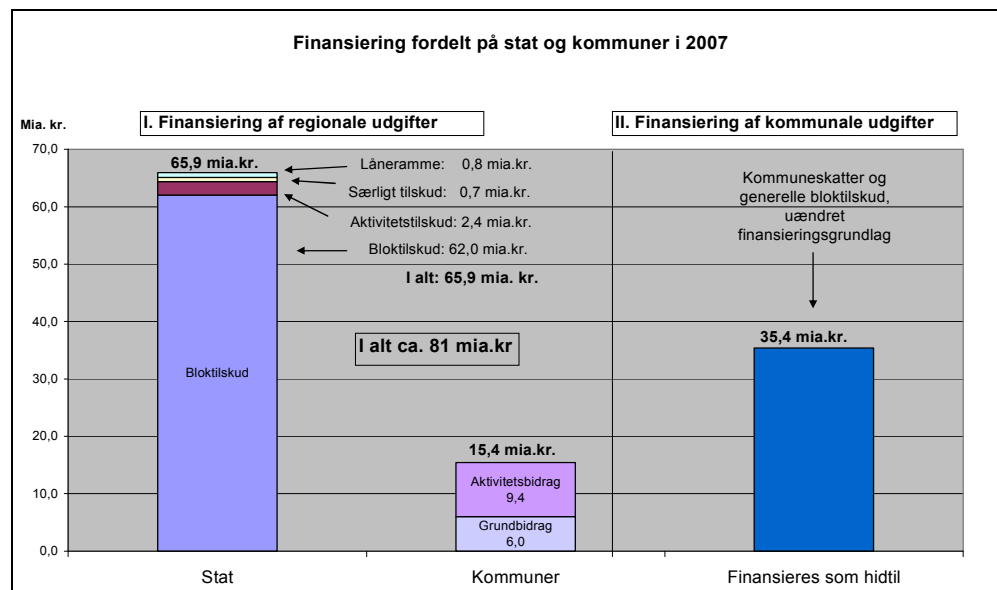 Finansiering fordelt på stat og kommuner i 2007
Mia. kr.
I. Finansiering af regionale udgifter
II. Finansiering af kommunale udgifter
70,0
60,0
50,0
40,0
30,0
20,0
10,0
0,0
65,9 mia.kr.
Låneramme: 0,8 mia.kr.
Særligt tilskud: 0,7 mia.kr.
Aktivitetstilskud: 2,4 mia.kr.
Bloktilskud: 62,0 mia.kr.
I alt: 65,9 mia. kr.
I alt ca. 81 mia.kr
Bloktilskud
15,4 mia.kr.
Aktivitetsbidrag
9,4
Grundbidrag
6,0
Kommuneskatter og
generelle bloktilskud,
uændret
finansieringsgrundlag
35,4 mia.kr.
Stat
Kommuner
Finansieres som hidtil